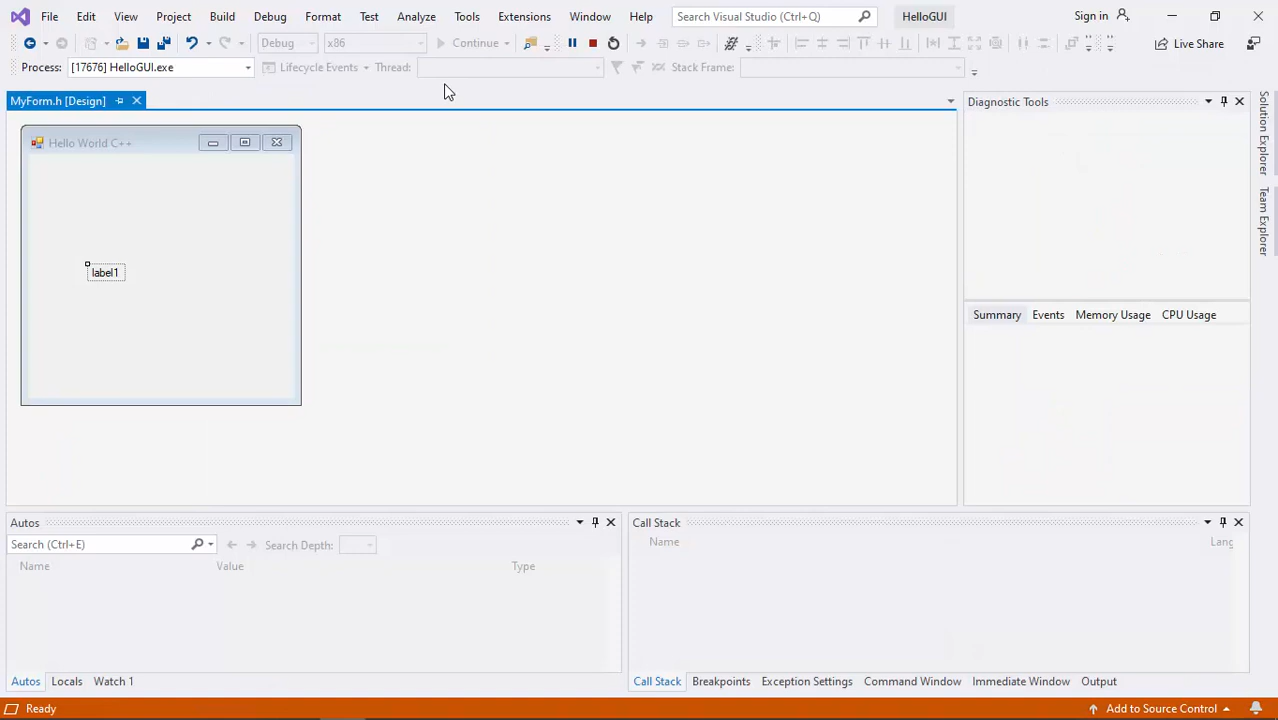 File Edit View Project Build Debug Format Test Analyze Tools Extensions Window Help Search Visual Studio (Ctrl+Q) HelloGUI Sign in
Debug x86 Continue Live Share
Process: [17676] HelloGUI.exe Lifecycle Events Thread: Stack Frame:
MyForm.h [Design] Diagnostic Tools
Hello World C++
label1
Summary Events Memory Usage CPU Usage
Solution Explorer
Team Explorer
Autos
Search (Ctrl+E) Search Depth:
Name Value Type
Autos Locals Watch 1
Call Stack
Name Lang
Call Stack Breakpoints Exception Settings Command Window Immediate Window Output
Ready Add to Source Control